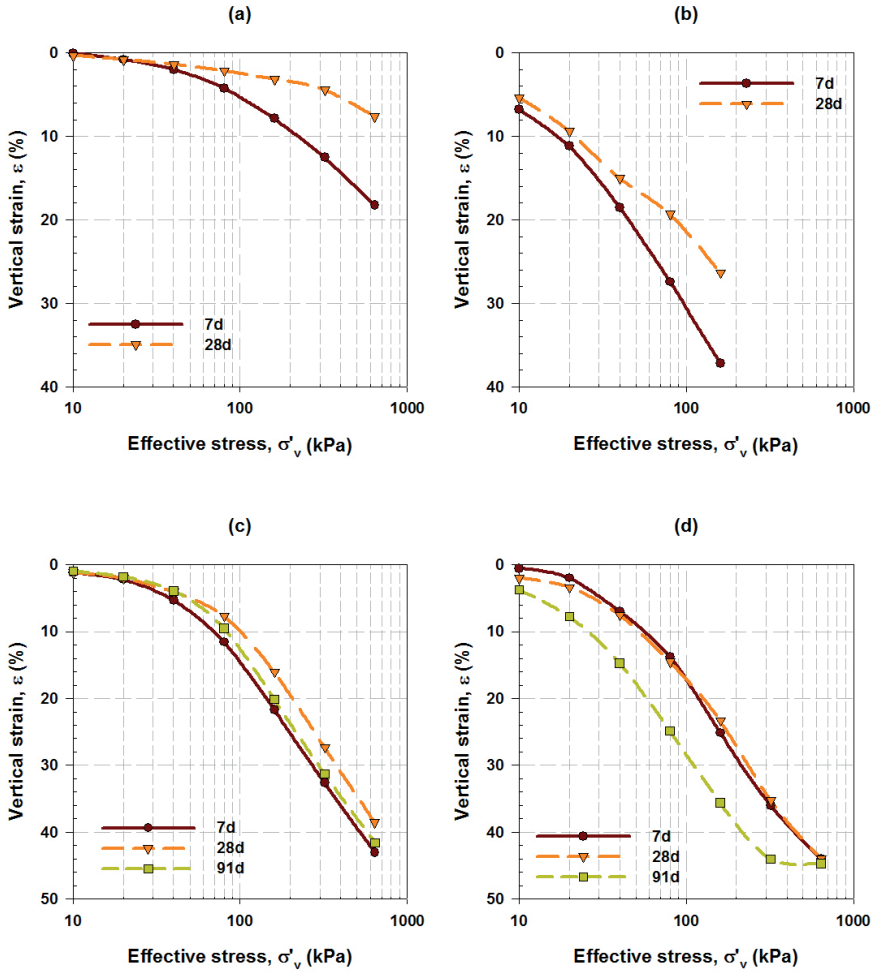 (a)
0
10
20
30
40
10
100
1000
Vertical strain, ε (%)
Effective stress, σ'v (kPa)
7d
28d
(b)
0
10
20
30
40
10
100
1000
Vertical strain, ε (%)
Effective stress, σ'v (kPa)
7d
28d
(c)
0
10
20
30
40
50
10
100
1000
Vertical strain, ε (%)
Effective stress, σ'v (kPa)
7d
28d
91d
(d)
0
10
20
30
40
50
10
100
1000
Vertical strain, ε (%)
Effective stress, σ'v (kPa)
7d
28d
91d